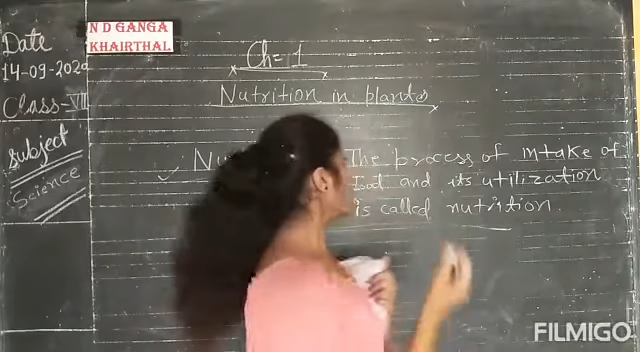 N D GANGA
KHAIRTHAL
Date
14-09-2020
Class-VII
Subject
Science
Ch=1
Nutrition in plants
The process of intake of
food and its utilization
is called nutrition.
FILMIGO